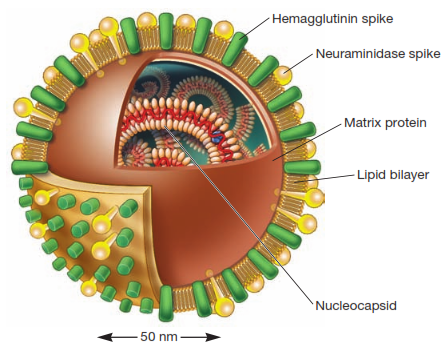 Hemagglutinin spike
Neuraminidase spike
Matrix protein
Lipid bilayer
Nucleocapsid
50 nm